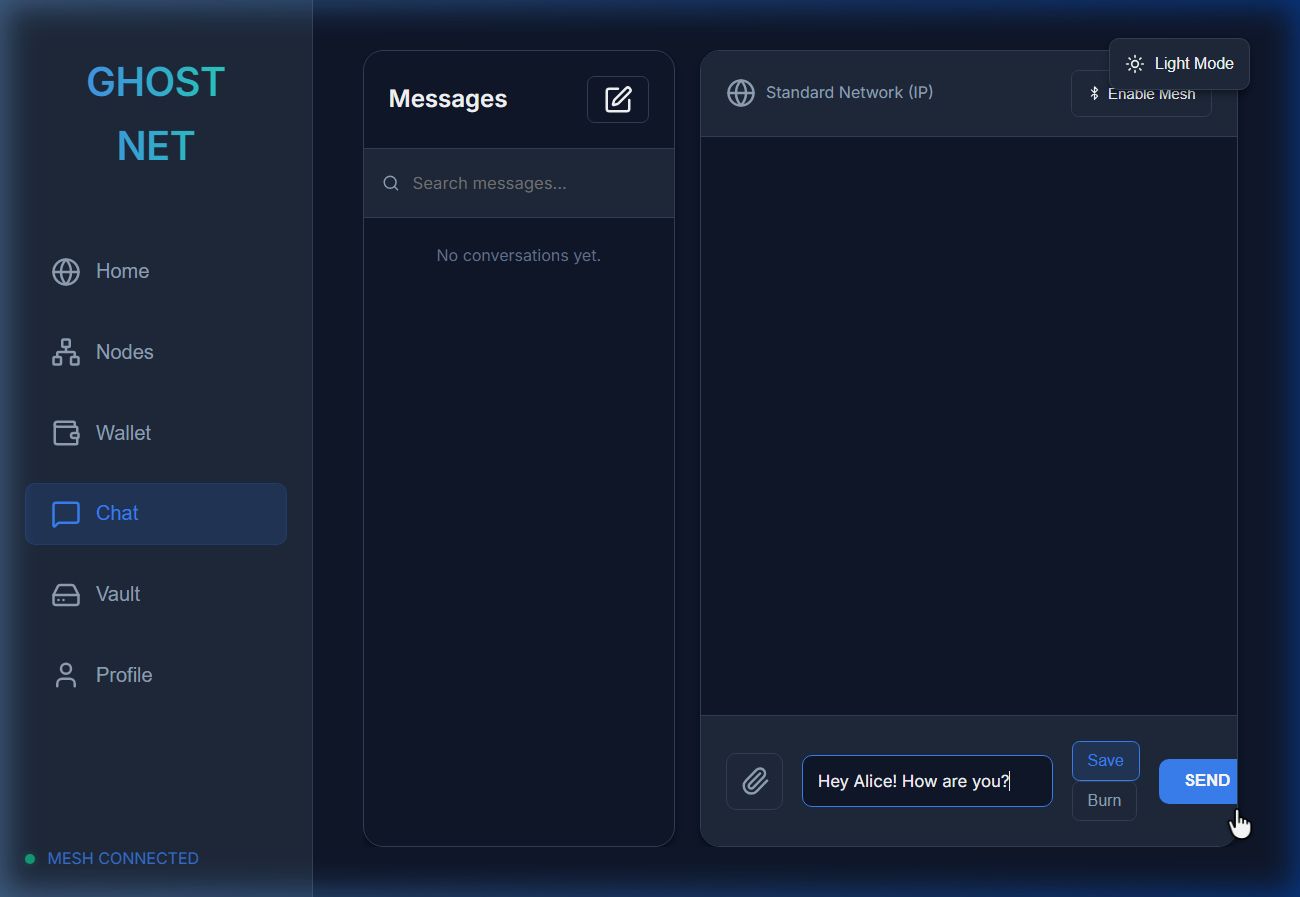 GHOST
NET
Home
Nodes
Wallet
Chat
Vault
Profile
MESH CONNECTED
Messages
Search messages...
No conversations yet.
Standard Network (IP)
Light Mode
Enable Mesh
Hey Alice! How are you?
Save
Burn
SEND